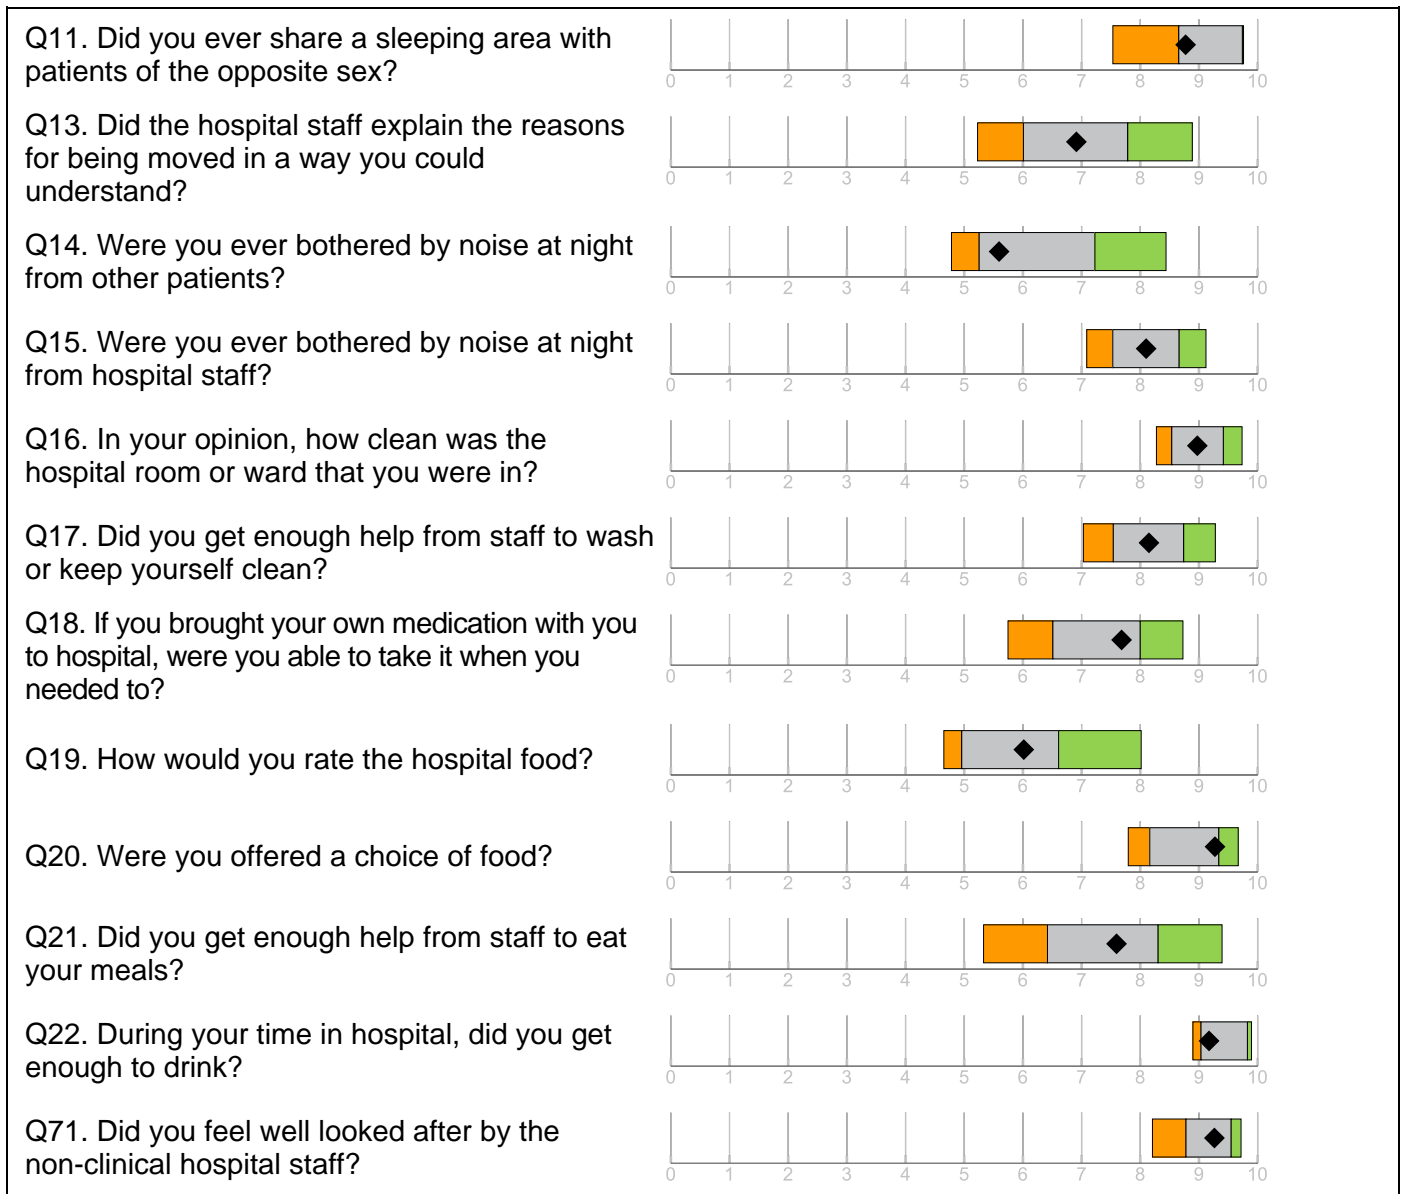 Q11. Did you ever share a sleeping area with
patients of the opposite sex?
0 1 2 3 4 5 6 7 8 9 10
Q13. Did the hospital staff explain the reasons
for being moved in a way you could
understand?
0 1 2 3 4 5 6 7 8 9 10
Q14. Were you ever bothered by noise at night
from other patients?
0 1 2 3 4 5 6 7 8 9 10
Q15. Were you ever bothered by noise at night
from hospital staff?
0 1 2 3 4 5 6 7 8 9 10
Q16. In your opinion, how clean was the
hospital room or ward that you were in?
0 1 2 3 4 5 6 7 8 9 10
Q17. Did you get enough help from staff to wash
or keep yourself clean?
0 1 2 3 4 5 6 7 8 9 10
Q18. If you brought your own medication with you
to hospital, were you able to take it when you
needed to?
0 1 2 3 4 5 6 7 8 9 10
Q19. How would you rate the hospital food?
0 1 2 3 4 5 6 7 8 9 10
Q20. Were you offered a choice of food?
0 1 2 3 4 5 6 7 8 9 10
Q21. Did you get enough help from staff to eat
your meals?
0 1 2 3 4 5 6 7 8 9 10
Q22. During your time in hospital, did you get
enough to drink?
0 1 2 3 4 5 6 7 8 9 10
Q71. Did you feel well looked after by the
non-clinical hospital staff?
0 1 2 3 4 5 6 7 8 9 10